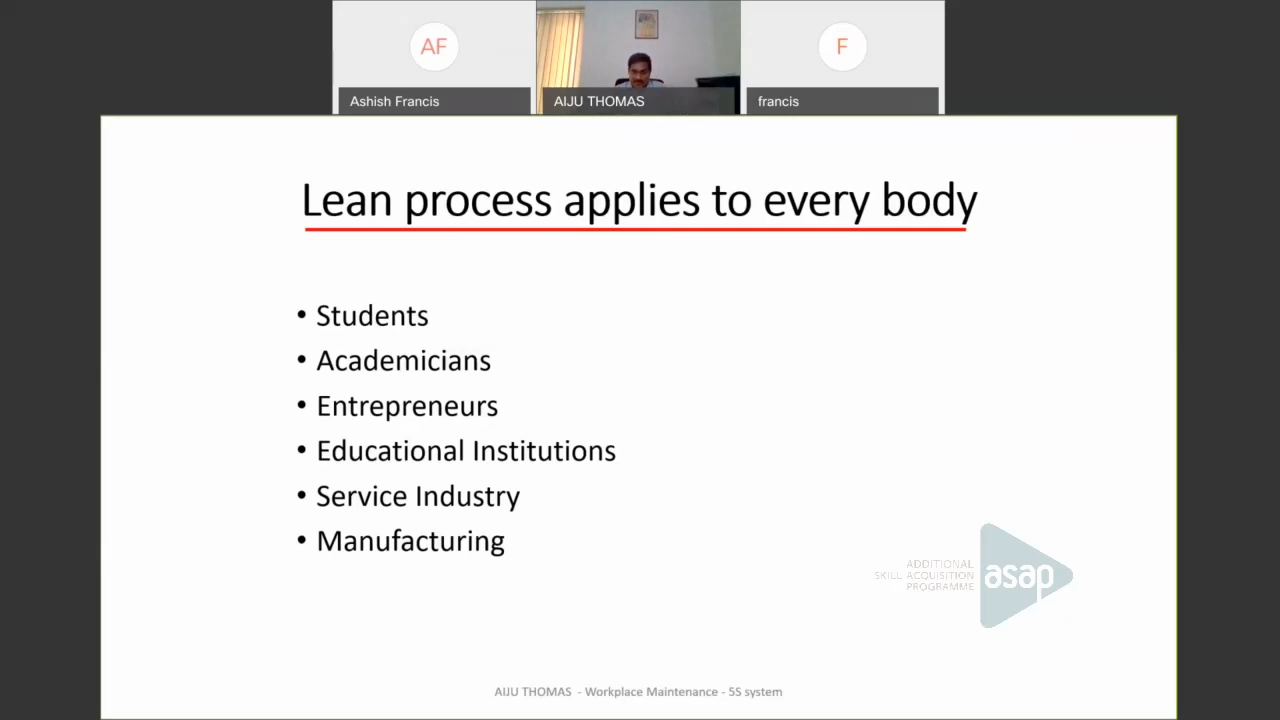 AF
F
Ashish Francis
AIJU THOMAS
francis
Lean process applies to every body
• Students
• Academicians
• Entrepreneurs
• Educational Institutions
• Service Industry
• Manufacturing
ADDITIONAL
SKILL ACQUISITION
PROGRAMME
asap
AIJU THOMAS - Workplace Maintenance - 5S system